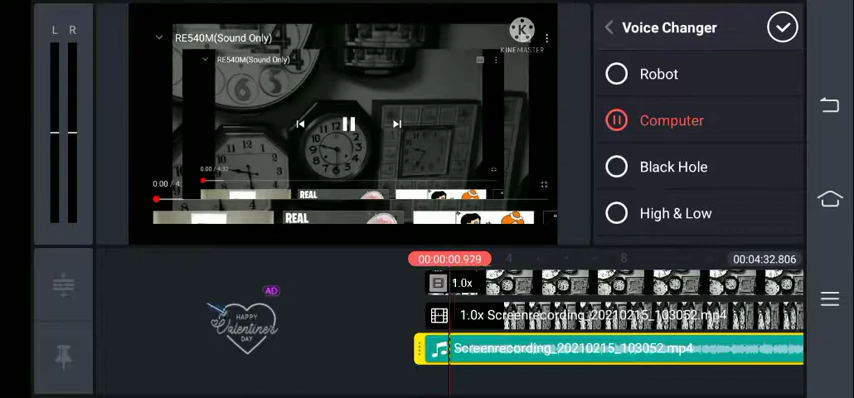 L R
RE540M(Sound Only)
KINEMASTER
RE540M(Sound Only)
0:00 / 4:32
0:00 / 4:
REAL
REAL
Voice Changer
Robot
Computer
Black Hole
High & Low
00:00:00.979
4
8
00:04:32.806
AD
HAPPY
Valentine's
DAY
1.0x
1.0x Screenrecording_20210215_103052.mp4
Screenrecording_20210215_103052.mp4